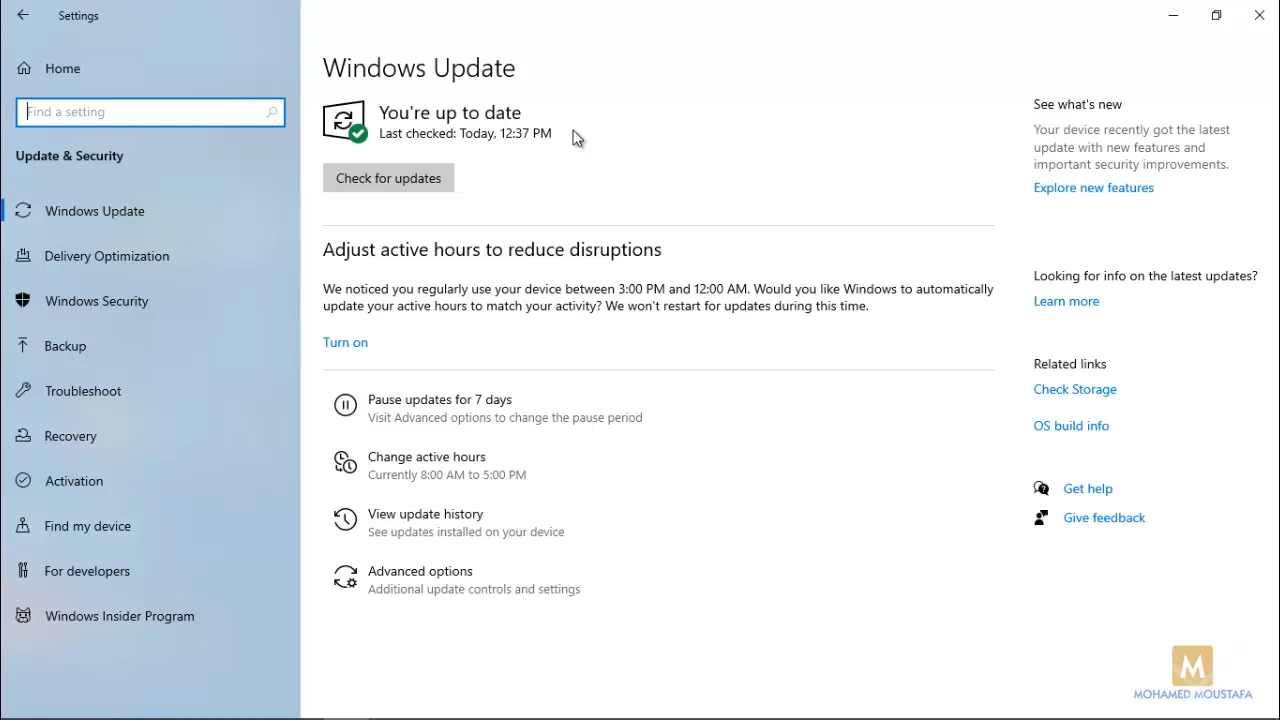 Settings
Home
Find a setting
Update & Security
Windows Update
Delivery Optimization
Windows Security
Backup
Troubleshoot
Recovery
Activation
Find my device
For developers
Windows Insider Program
Windows Update
You're up to date
Last checked: Today, 12:37 PM
Check for updates
Adjust active hours to reduce disruptions
We noticed you regularly use your device between 3:00 PM and 12:00 AM. Would you like Windows to automatically
update your active hours to match your activity? We won't restart for updates during this time.
Turn on
Pause updates for 7 days
Visit Advanced options to change the pause period
Change active hours
Currently 8:00 AM to 5:00 PM
View update history
See updates installed on your device
Advanced options
Additional update controls and settings
See what's new
Your device recently got the latest
update with new features and
important security improvements.
Explore new features
Looking for info on the latest updates?
Learn more
Related links
Check Storage
OS build info
Get help
Give feedback
M
MOHAMED MOUSTAFA